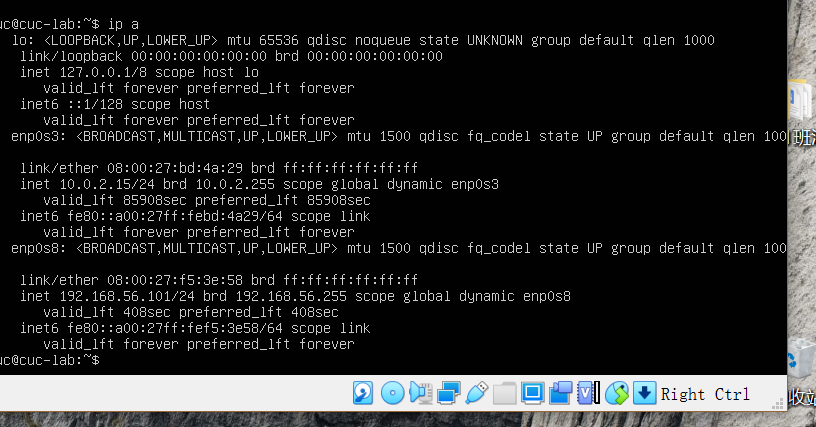 uc@cuc-lab:~$ ip a
lo: <LOOPBACK,UP,LOWER_UP> mtu 65536 qdisc noqueue state UNKNOWN group default qlen 1000
link/loopback 00:00:00:00:00:00 brd 00:00:00:00:00:00
inet 127.0.0.1/8 scope host lo
valid_lft forever preferred_lft forever
inet6 ::1/128 scope host
valid_lft forever preferred_lft forever
enp0s3: <BROADCAST,MULTICAST,UP,LOWER_UP> mtu 1500 qdisc fq_codel state UP group default qlen 100
link/ether 08:00:27:bd:4a:29 brd ff:ff:ff:ff:ff:ff
inet 10.0.2.15/24 brd 10.0.2.255 scope global dynamic enp0s3
valid_lft 85908sec preferred_lft 85908sec
inet6 fe80::a00:27ff:febd:4a29/64 scope link
valid_lft forever preferred_lft forever
enp0s8: <BROADCAST,MULTICAST,UP,LOWER_UP> mtu 1500 qdisc fq_codel state UP group default qlen 100
link/ether 08:00:27:f5:3e:58 brd ff:ff:ff:ff:ff:ff
inet 192.168.56.101/24 brd 192.168.56.255 scope global dynamic enp0s8
valid_lft 408sec preferred_lft 408sec
inet6 fe80::a00:27ff:fef5:3e58/64 scope link
valid_lft forever preferred_lft forever
uc@cuc-lab:~$
Right Ctrl
收站